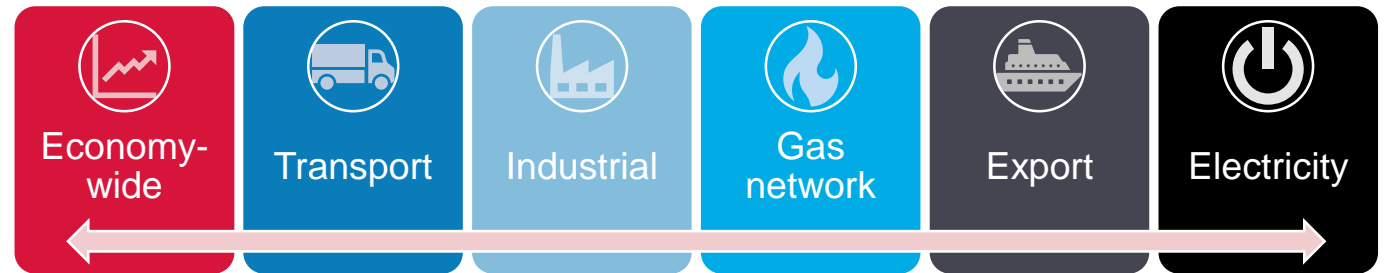 Economy-
wide
Transport
Industrial
Gas
network
Export
Electricity